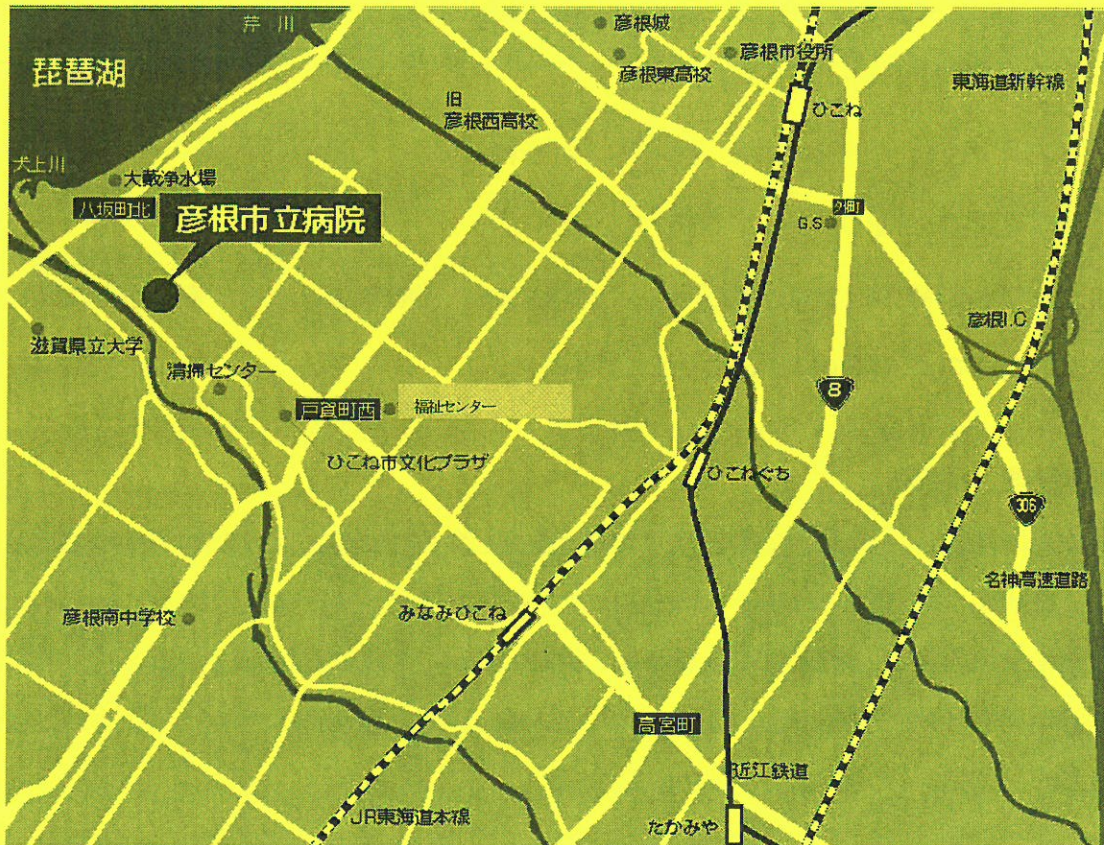 芹川
彦根城
彦根市役所
琵琶湖
彦根東高校
東海道新幹線
ひこね
旧
彦根西高校
犬上川
大藪浄水場
八坂町北
彦根市立病院
G.S
彦根I.C
滋賀県立大学
清掃センター
8
戸賀町西
福祉センター
ひこね市文化プラザ
ひこねぐち
306
名神高速道路
彦根南中学校
みなみひこね
高宮町
近江鉄道
JR東海道本線
たかみや